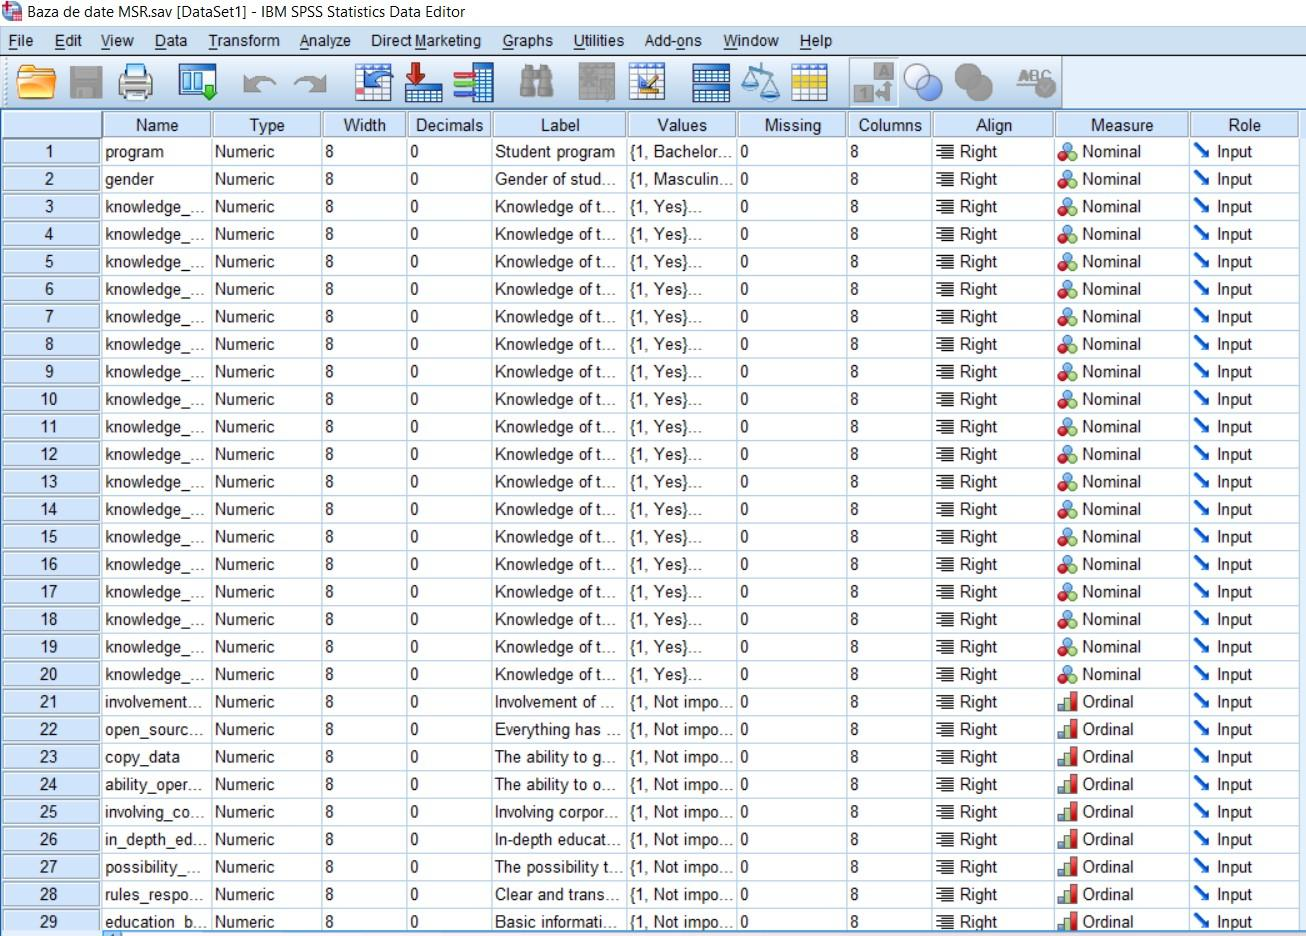 Baza de date MSR.sav [DataSet1] - IBM SPSS Statistics Data Editor
File Edit View Data Transform Analyze Direct Marketing Graphs Utilities Add-ons Window Help
A
1
ABC
Name Type Width Decimals Label Values Missing Columns Align Measure Role
1 program Numeric 8 0 Student program {1, Bachelor... 0 8 Right Nominal Input
2 gender Numeric 8 0 Gender of stud... {1, Masculin... 0 8 Right Nominal Input
3 knowledge_... Numeric 8 0 Knowledge of t... {1, Yes}... 0 8 Right Nominal Input
4 knowledge_... Numeric 8 0 Knowledge of t... {1, Yes}... 0 8 Right Nominal Input
5 knowledge_... Numeric 8 0 Knowledge of t... {1, Yes}... 0 8 Right Nominal Input
6 knowledge_... Numeric 8 0 Knowledge of t... {1, Yes}... 0 8 Right Nominal Input
7 knowledge_... Numeric 8 0 Knowledge of t... {1, Yes}... 0 8 Right Nominal Input
8 knowledge_... Numeric 8 0 Knowledge of t... {1, Yes}... 0 8 Right Nominal Input
9 knowledge_... Numeric 8 0 Knowledge of t... {1, Yes}... 0 8 Right Nominal Input
10 knowledge_... Numeric 8 0 Knowledge of t... {1, Yes}... 0 8 Right Nominal Input
11 knowledge_... Numeric 8 0 Knowledge of t... {1, Yes}... 0 8 Right Nominal Input
12 knowledge_... Numeric 8 0 Knowledge of t... {1, Yes}... 0 8 Right Nominal Input
13 knowledge_... Numeric 8 0 Knowledge of t... {1, Yes}... 0 8 Right Nominal Input
14 knowledge_... Numeric 8 0 Knowledge of t... {1, Yes}... 0 8 Right Nominal Input
15 knowledge_... Numeric 8 0 Knowledge of t... {1, Yes}... 0 8 Right Nominal Input
16 knowledge_... Numeric 8 0 Knowledge of t... {1, Yes}... 0 8 Right Nominal Input
17 knowledge_... Numeric 8 0 Knowledge of t... {1, Yes}... 0 8 Right Nominal Input
18 knowledge_... Numeric 8 0 Knowledge of t... {1, Yes}... 0 8 Right Nominal Input
19 knowledge_... Numeric 8 0 Knowledge of t... {1, Yes}... 0 8 Right Nominal Input
20 knowledge_... Numeric 8 0 Knowledge of t... {1, Yes}... 0 8 Right Nominal Input
21 involvement... Numeric 8 0 Involvement of ... {1, Not impo... 0 8 Right Ordinal Input
22 open_sourc... Numeric 8 0 Everything has ... {1, Not impo... 0 8 Right Ordinal Input
23 copy_data Numeric 8 0 The ability to g... {1, Not impo... 0 8 Right Ordinal Input
24 ability_oper... Numeric 8 0 The ability to o... {1, Not impo... 0 8 Right Ordinal Input
25 involving_co... Numeric 8 0 Involving corpor... {1, Not impo... 0 8 Right Ordinal Input
26 in_depth_ed... Numeric 8 0 In-depth educat... {1, Not impo... 0 8 Right Ordinal Input
27 possibility_... Numeric 8 0 The possibility t... {1, Not impo... 0 8 Right Ordinal Input
28 rules_respo... Numeric 8 0 Clear and trans... {1, Not impo... 0 8 Right Ordinal Input
29 education_b... Numeric 8 0 Basic informati... {1, Not impo... 0 8 Right Ordinal Input